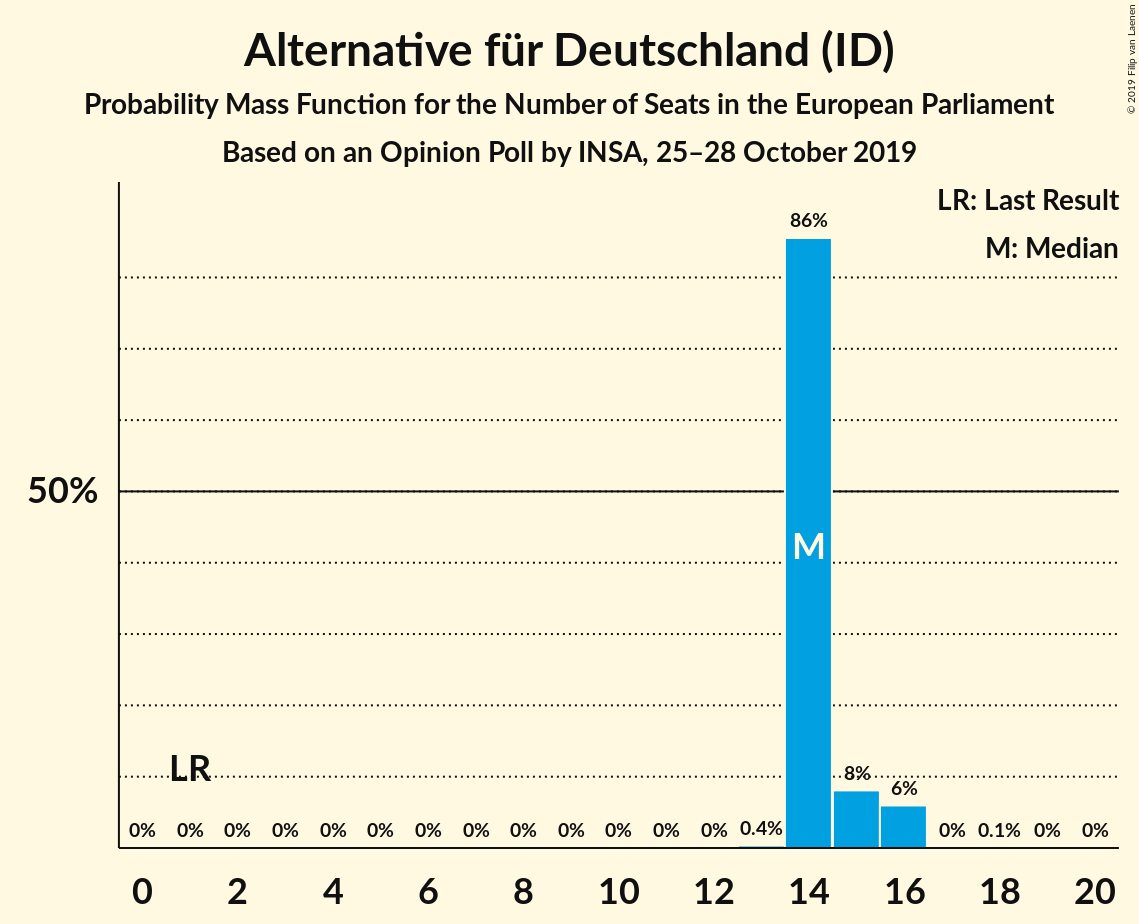 Alternative für Deutschland (ID)
Probability Mass Function for the Number of Seats in the European Parliament
Based on an Opinion Poll by INSA, 25–28 October 2019
© 2019 Filip van Laenen
LR: Last Result
M: Median
86%
50%
M
LR
8%
6%
0% 0% 0% 0% 0% 0% 0% 0% 0% 0% 0% 0% 0% 0.4% 0% 0.1% 0% 0%
0 2 4 6 8 10 12 14 16 18 20